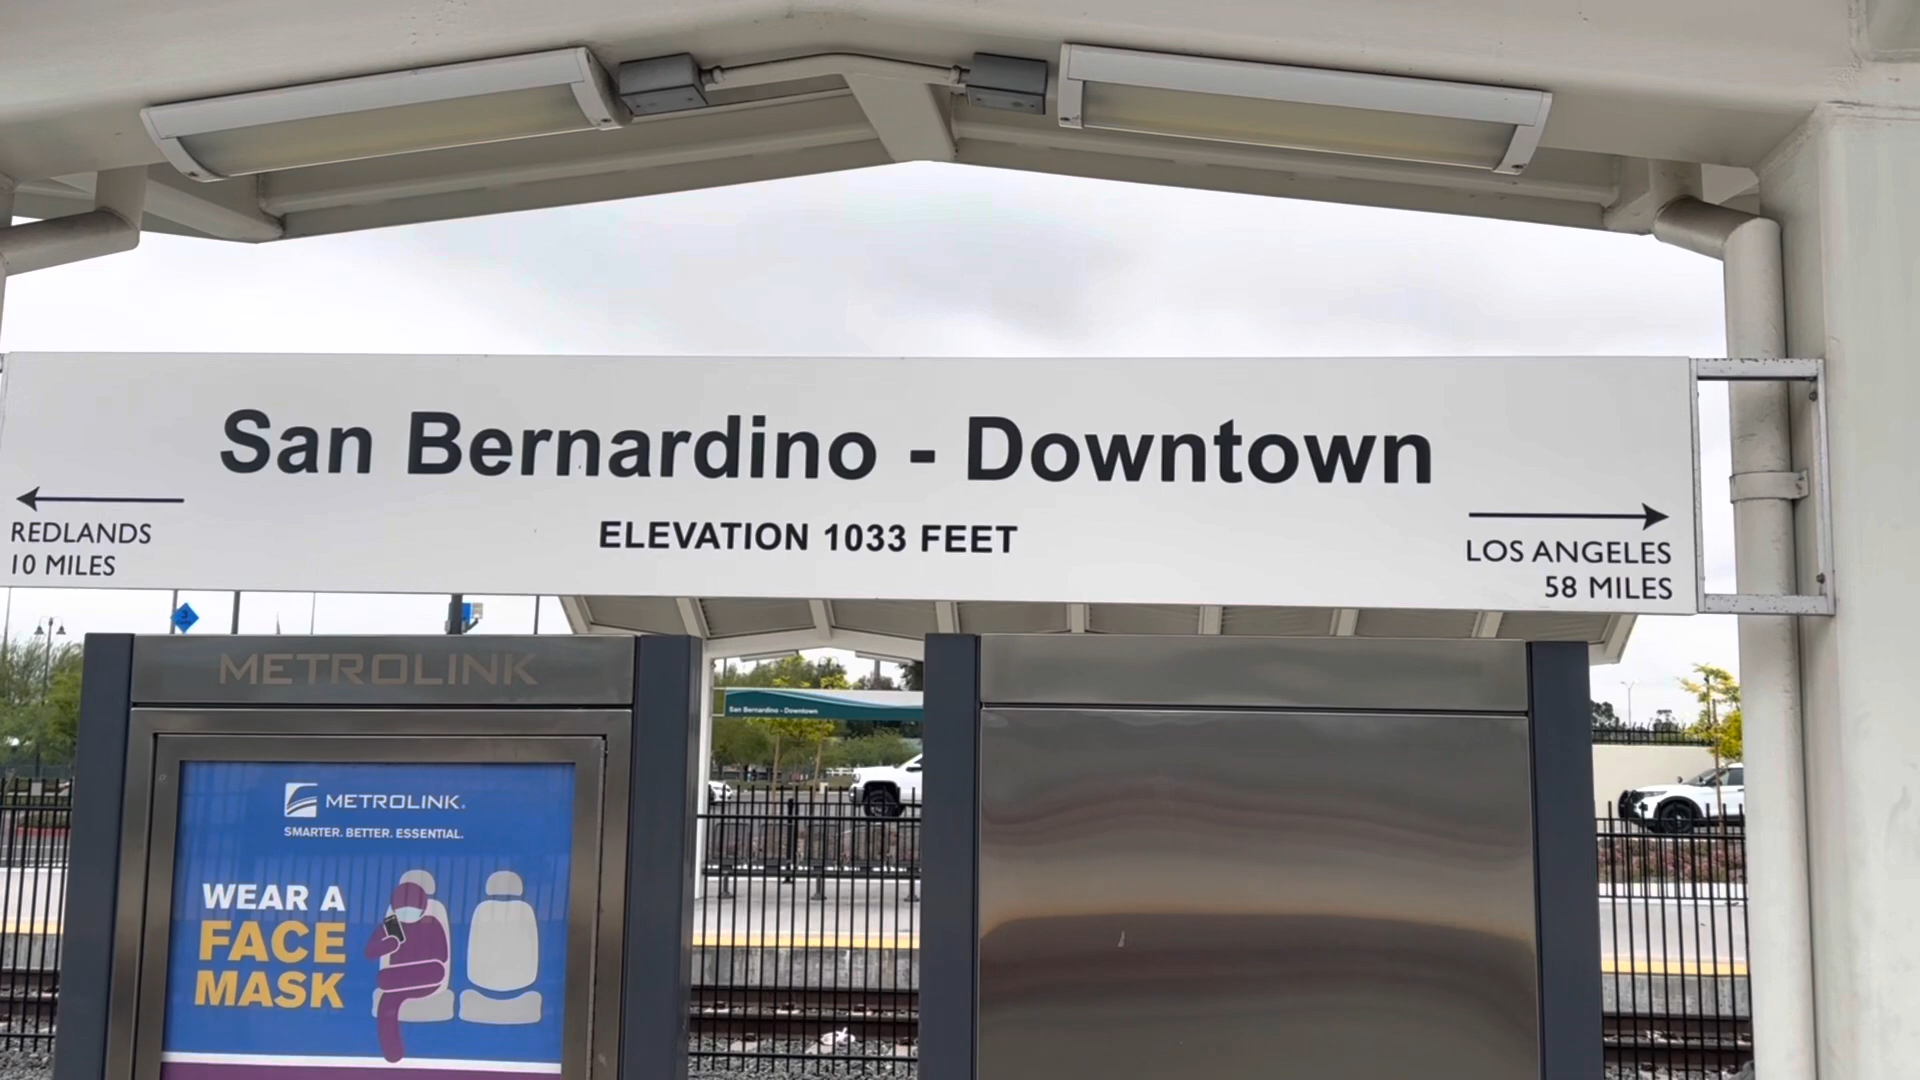 San Bernardino - Downtown
ELEVATION 1033 FEET
REDLANDS
10 MILES
LOS ANGELES
58 MILES
3
METROLINK
San Bernardino - Downtown
METROLINK.
SMARTER. BETTER. ESSENTIAL.
WEAR A
FACE
MASK